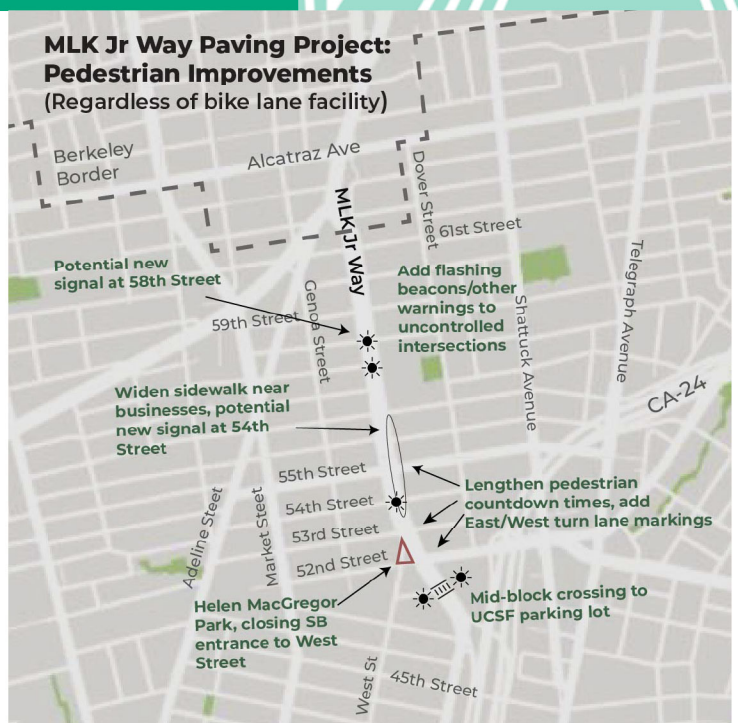 MLK Jr Way Paving Project:
Pedestrian Improvements
(Regardless of bike lane facility)
Berkeley
Border
Alcatraz Ave
Dover Street
MLK Jr Way
61st Street
Potential new
signal at 58th Street
Add flashing
beacons/other
warnings to
uncontrolled
intersections
Telegraph Avenue
Genoa Street
59th Street
Shattuck Avenue
CA-24
Widen sidewalk near
businesses, potential
new signal at 54th
Street
55th Street
54th Street
53rd Street
52nd Street
Adeline Steet
Market Street
Lengthen pedestrian
countdown times, add
East/West turn lane markings
Helen MacGregor
Park, closing SB
entrance to West
Street
Mid-block crossing to
UCSF parking lot
West St
45th Street